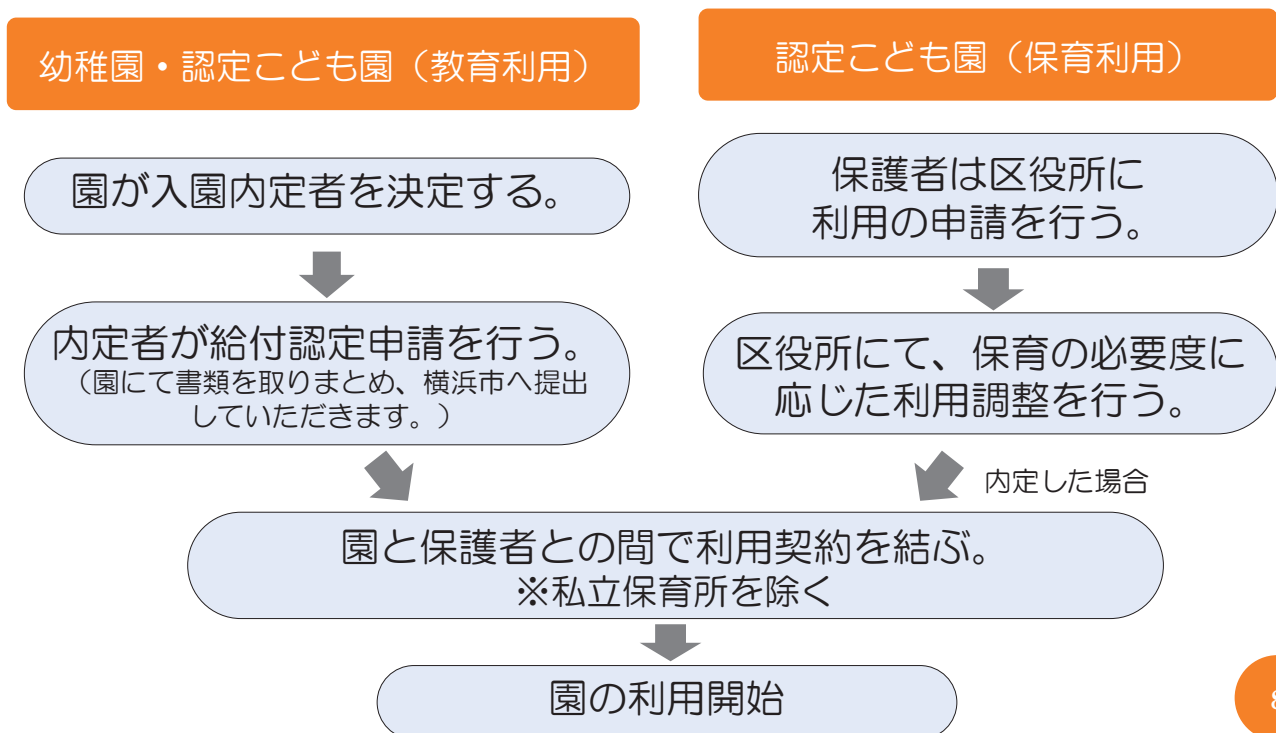 幼稚園・認定こども園（教育利用）
園が入園内定者を決定する。
内定者が給付認定申請を行う。
（園にて書類を取りまとめ、横浜市へ提出
していただきます。）
認定こども園（保育利用）
保護者は区役所に
利用の申請を行う。
区役所にて、保育の必要度に
応じた利用調整を行う。
内定した場合
園と保護者との間で利用契約を結ぶ。
※私立保育所を除く
園の利用開始